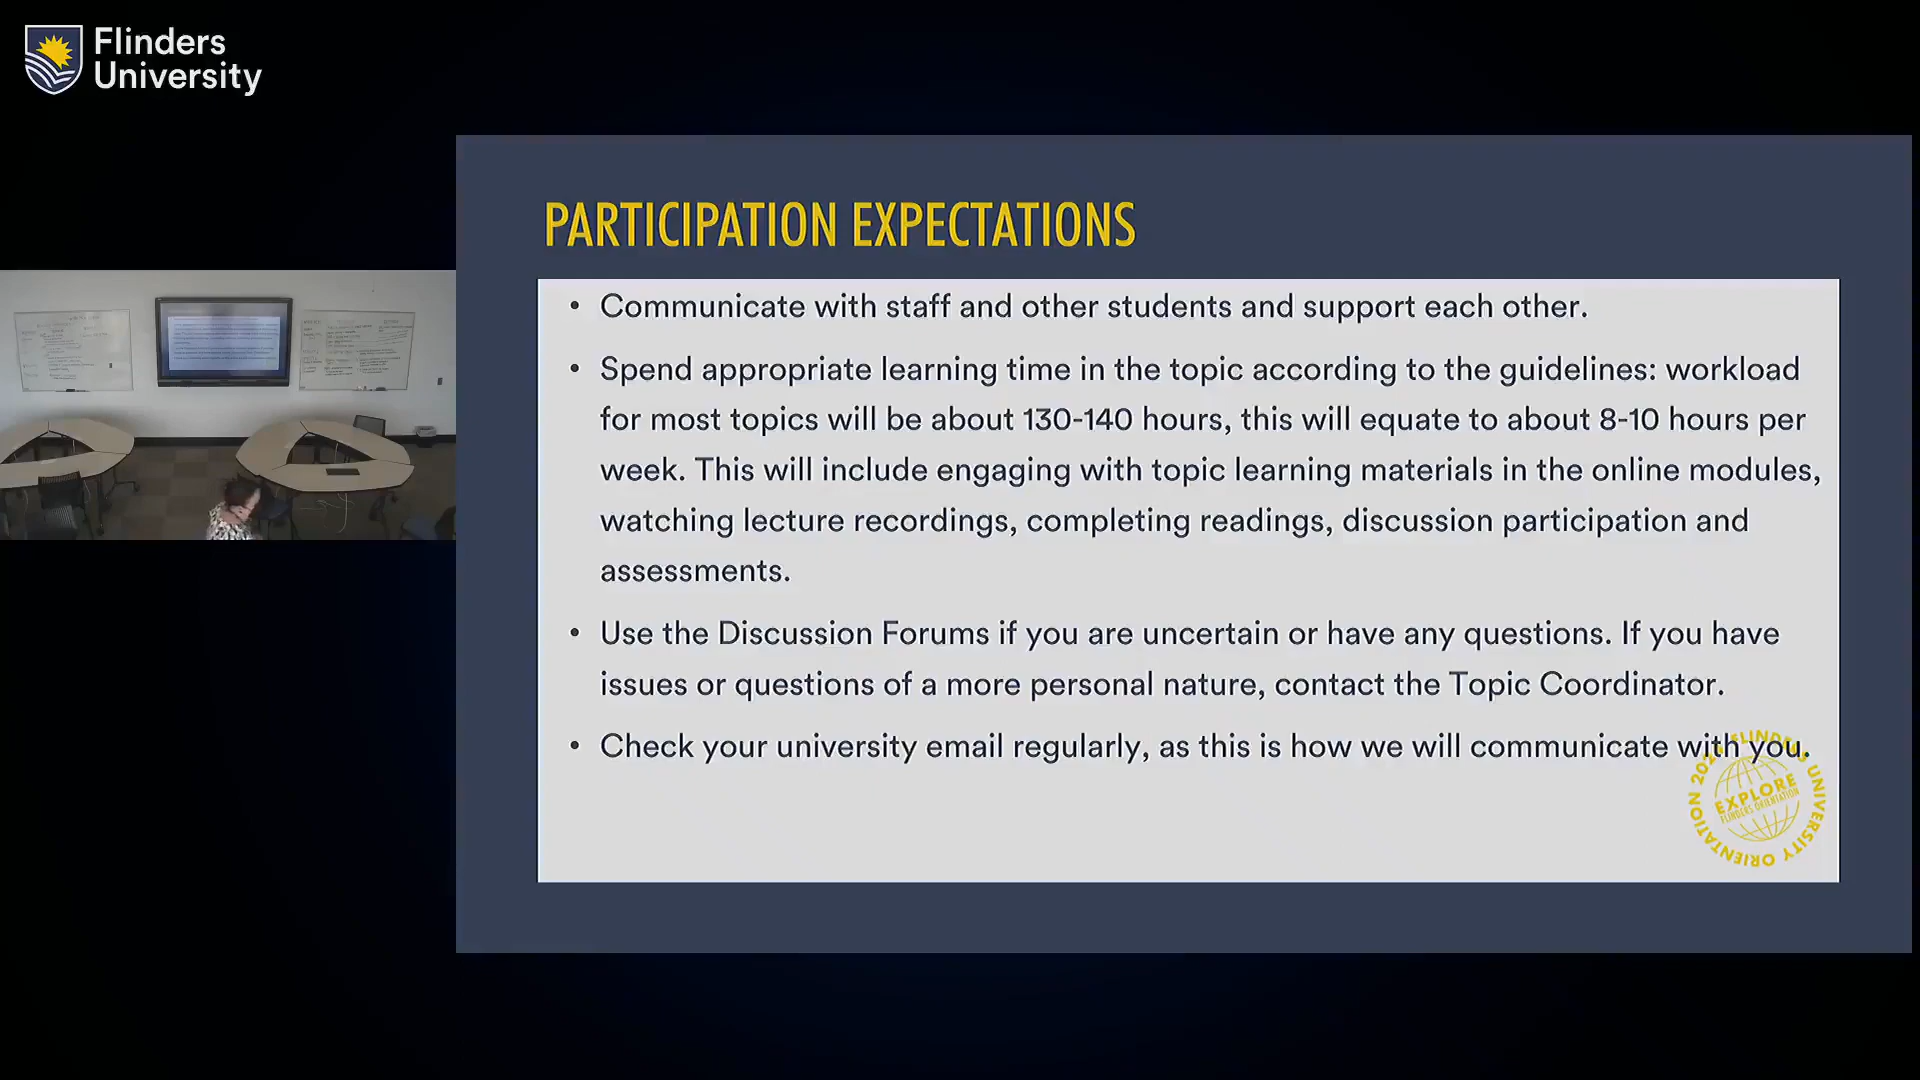 Flinders
University
PARTICIPATION EXPECTATIONS
• Communicate with staff and other students and support each other.
• Spend appropriate learning time in the topic according to the guidelines: workload
for most topics will be about 130-140 hours, this will equate to about 8-10 hours per
week. This will include engaging with topic learning materials in the online modules,
watching lecture recordings, completing readings, discussion participation and
assessments.
• Use the Discussion Forums if you are uncertain or have any questions. If you have
issues or questions of a more personal nature, contact the Topic Coordinator.
• Check your university email regularly, as this is how we will communicate with you.
FLINDERS UNIVERSITY ORIENTATION
EXPLORE
FLINDERS ORIENTATION